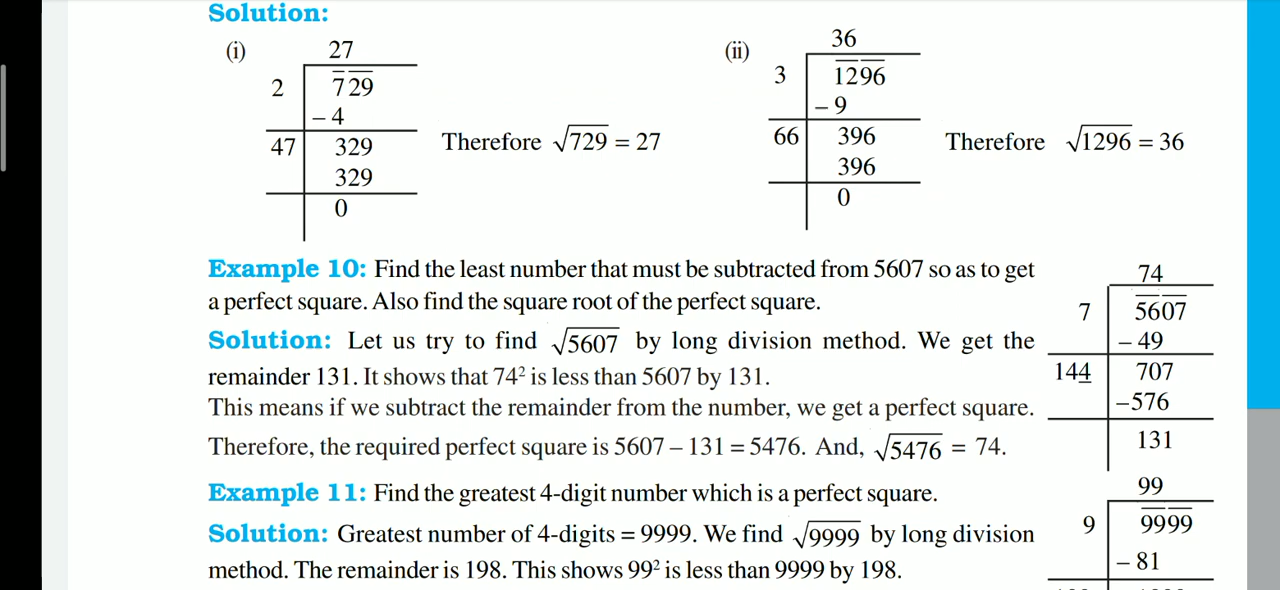 Solution:
(i)
27
2 729
– 4
47 329
329
0
Therefore √729 = 27
(ii)
36
3 1296
– 9
66 396
396
0
Therefore √1296 = 36
Example 10: Find the least number that must be subtracted from 5607 so as to get
a perfect square. Also find the square root of the perfect square.
Solution: Let us try to find √5607 by long division method. We get the
remainder 131. It shows that 74² is less than 5607 by 131.
This means if we subtract the remainder from the number, we get a perfect square.
Therefore, the required perfect square is 5607 – 131 = 5476. And, √5476 = 74.
74
7 5607
– 49
144 707
–576
131
Example 11: Find the greatest 4-digit number which is a perfect square.
Solution: Greatest number of 4-digits = 9999. We find √9999 by long division
method. The remainder is 198. This shows 99² is less than 9999 by 198.
99
9 9999
– 81